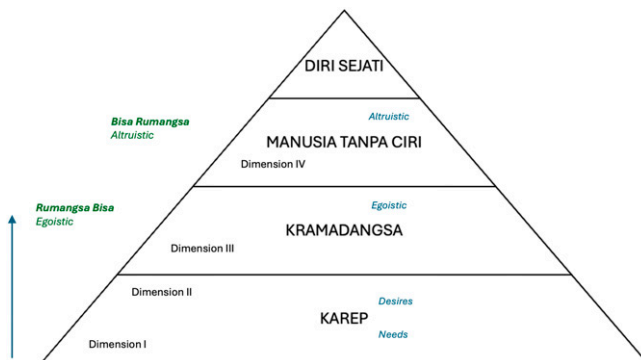 DIRI SEJATI
Bisa Rumangsa
Altruistic
Altruistic
MANUSIA TANPA CIRI
Dimension IV
Rumangsa Bisa
Egoistic
Egoistic
KRAMADANGSA
Dimension III
Dimension II
Desires
KAREP
Needs
Dimension I